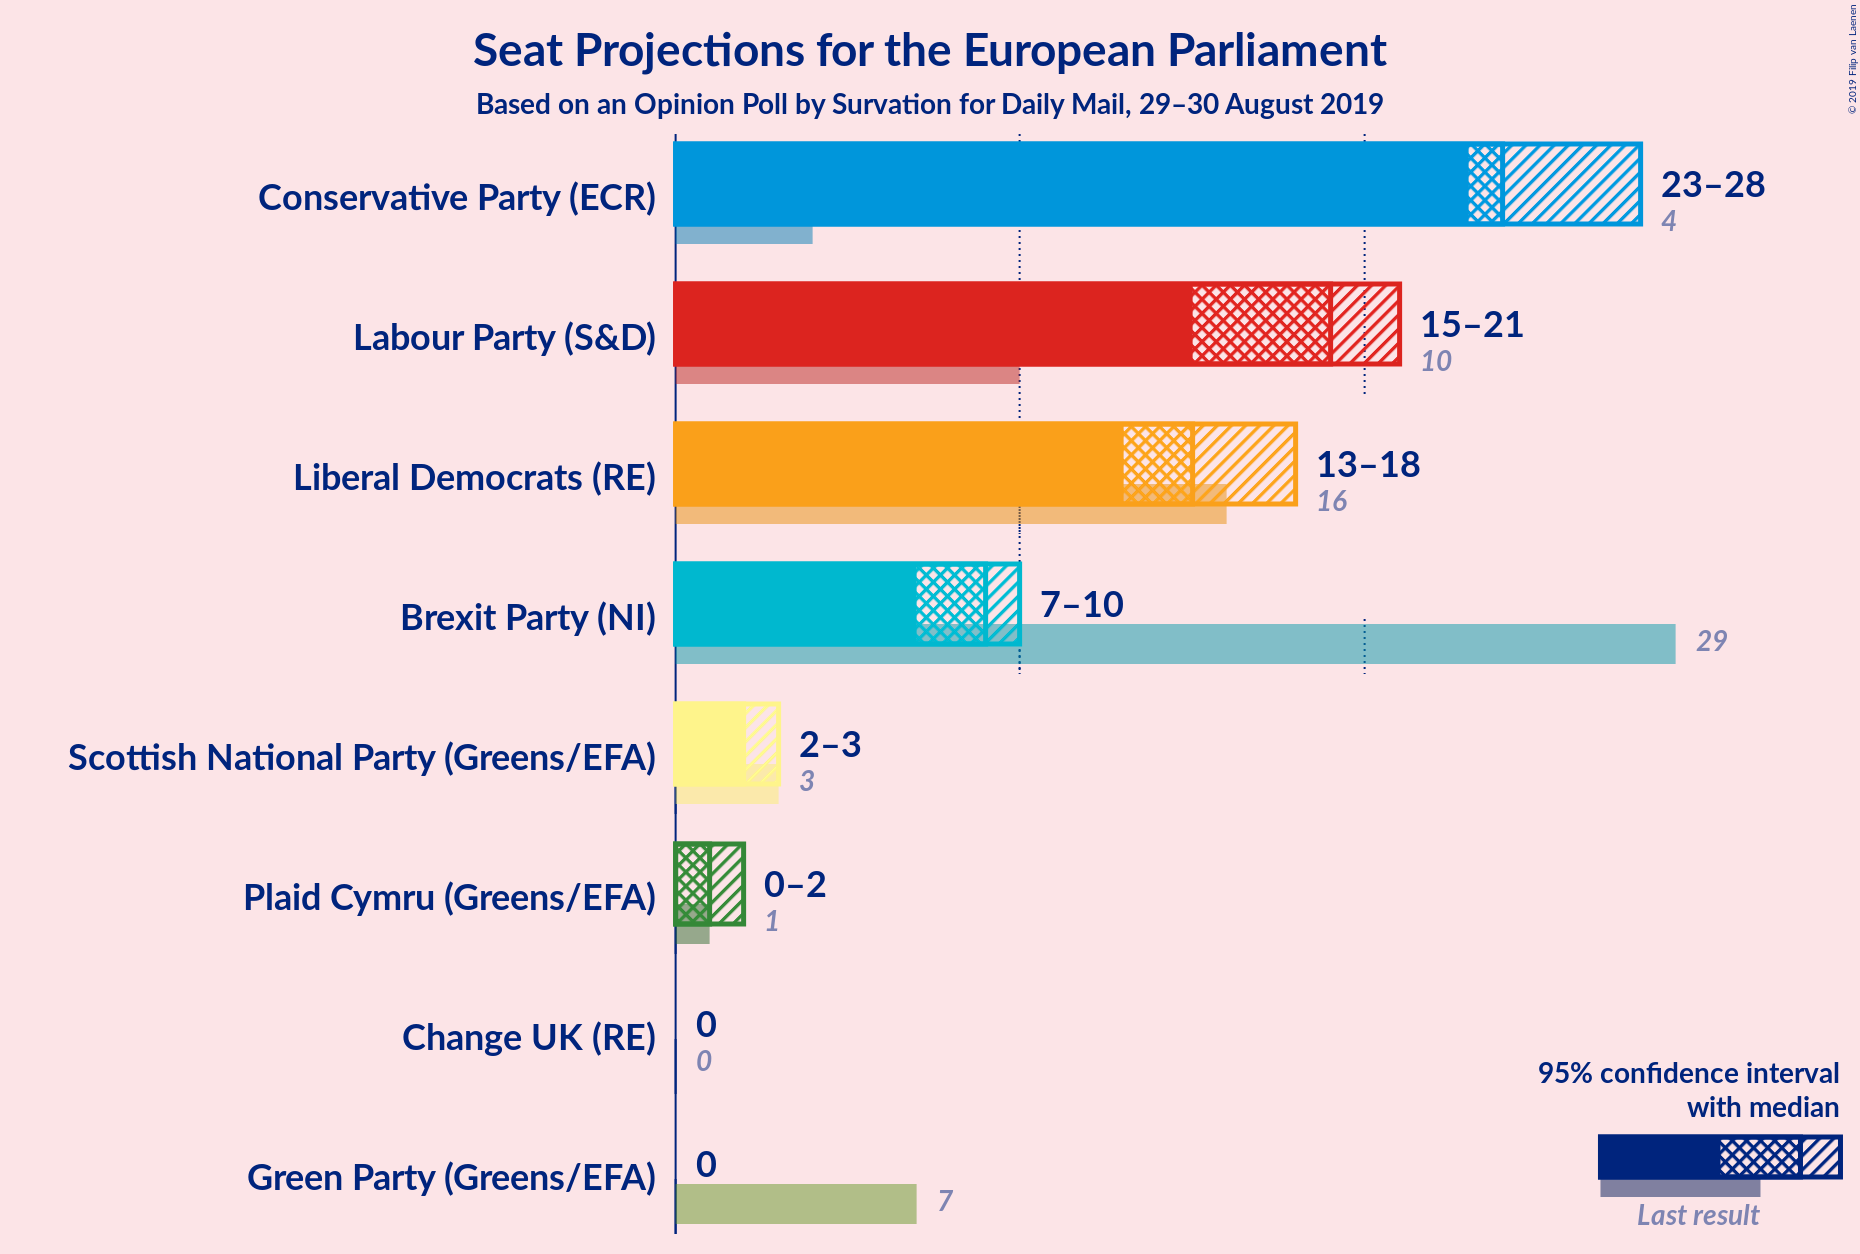 Seat Projections for the European Parliament
Based on an Opinion Poll by Survation for Daily Mail, 29–30 August 2019
© 2019 Filip van Laenen
Conservative Party (ECR)
23–28
4
Labour Party (S&D)
15–21
10
Liberal Democrats (RE)
13–18
16
Brexit Party (NI)
7–10
29
Scottish National Party (Greens/EFA)
2–3
3
Plaid Cymru (Greens/EFA)
0–2
1
Change UK (RE)
0
0
Green Party (Greens/EFA)
0
7
95% confidence interval
with median
Last result